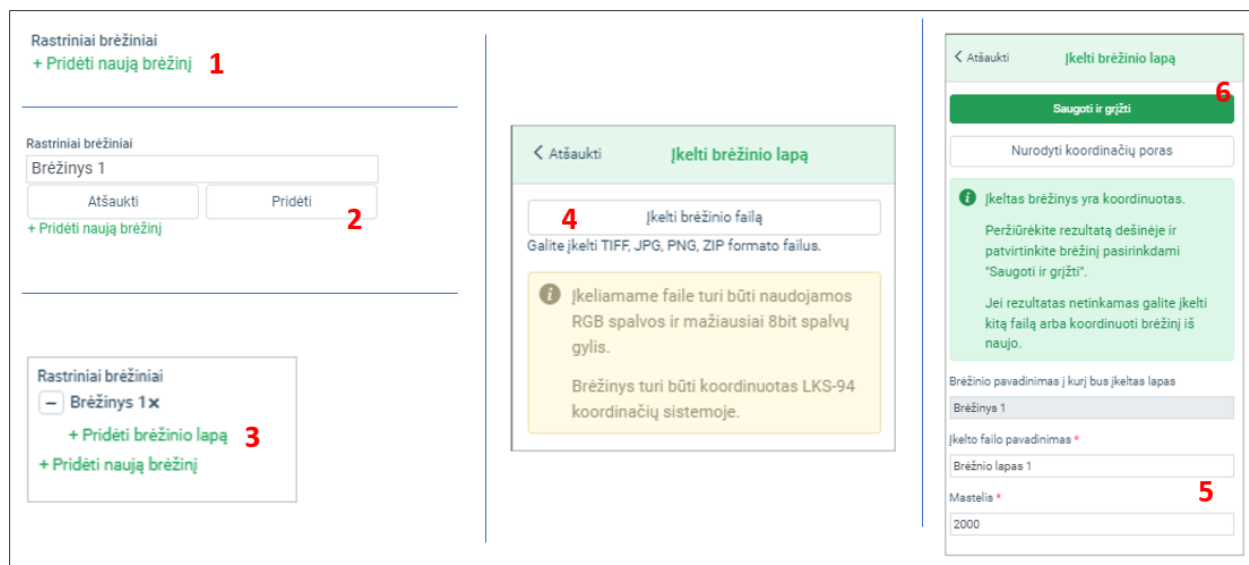 Rastriniai brėžiniai
+ Pridėti naują brėžinį 1
Rastriniai brėžiniai
Brėžinys 1
Atšaukti Pridėti 2
+ Pridėti naują brėžinį
Rastriniai brėžiniai
− Brėžinys 1×
+ Pridėti brėžinio lapą 3
+ Pridėti naują brėžinį
< Atšaukti Įkelti brėžinio lapą
4 Įkelti brėžinio failą
Galite įkelti TIFF, JPG, PNG, ZIP formato failus.
Įkeliamame faile turi būti naudojamos
RGB spalvos ir mažiausiai 8bit spalvų
gylis.
Brėžinys turi būti koordinuotas LKS-94
koordinačių sistemoje.
< Atšaukti Įkelti brėžinio lapą
6
Saugoti ir grįžti
Nurodyti koordinačių poras
Įkeltas brėžinys yra koordinuotas.
Peržiūrėkite rezultatą dešinėje ir
patvirtinkite brėžinį pasirinkdami
"Saugoti ir grįžti".
Jei rezultatas netinkamas galite įkelti
kitą failą arba koordinuoti brėžinį iš
naujo.
Brėžinio pavadinimas į kurį bus įkeltas lapas
Brėžinys 1
Įkelto failo pavadinimas *
Brėžnio lapas 1
Mastelis * 5
2000